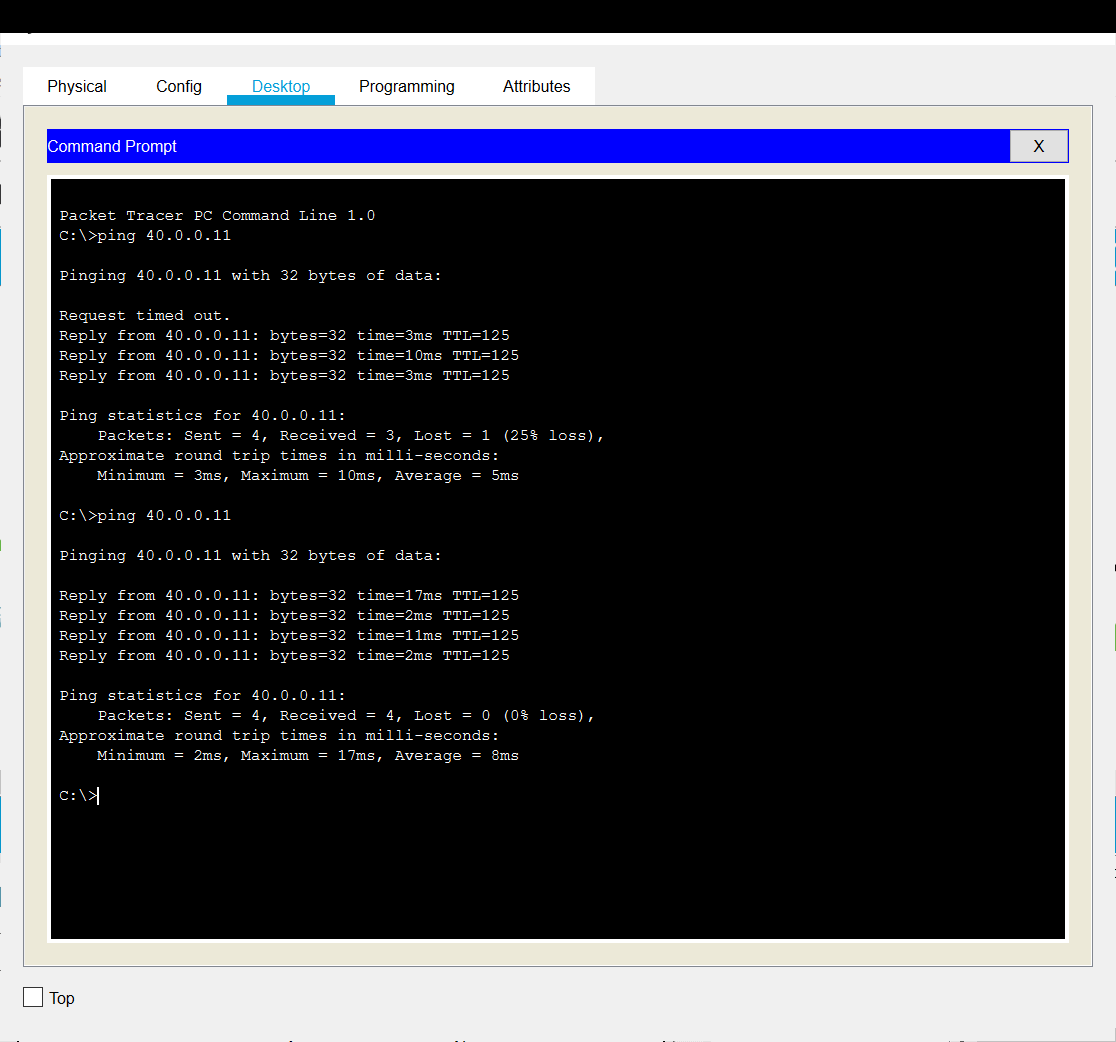 Physical Config Desktop Programming Attributes
Command Prompt X
Packet Tracer PC Command Line 1.0
C:\>ping 40.0.0.11
Pinging 40.0.0.11 with 32 bytes of data:
Request timed out.
Reply from 40.0.0.11: bytes=32 time=3ms TTL=125
Reply from 40.0.0.11: bytes=32 time=10ms TTL=125
Reply from 40.0.0.11: bytes=32 time=3ms TTL=125
Ping statistics for 40.0.0.11:
Packets: Sent = 4, Received = 3, Lost = 1 (25% loss),
Approximate round trip times in milli-seconds:
Minimum = 3ms, Maximum = 10ms, Average = 5ms
C:\>ping 40.0.0.11
Pinging 40.0.0.11 with 32 bytes of data:
Reply from 40.0.0.11: bytes=32 time=17ms TTL=125
Reply from 40.0.0.11: bytes=32 time=2ms TTL=125
Reply from 40.0.0.11: bytes=32 time=11ms TTL=125
Reply from 40.0.0.11: bytes=32 time=2ms TTL=125
Ping statistics for 40.0.0.11:
Packets: Sent = 4, Received = 4, Lost = 0 (0% loss),
Approximate round trip times in milli-seconds:
Minimum = 2ms, Maximum = 17ms, Average = 8ms
C:\>
Top